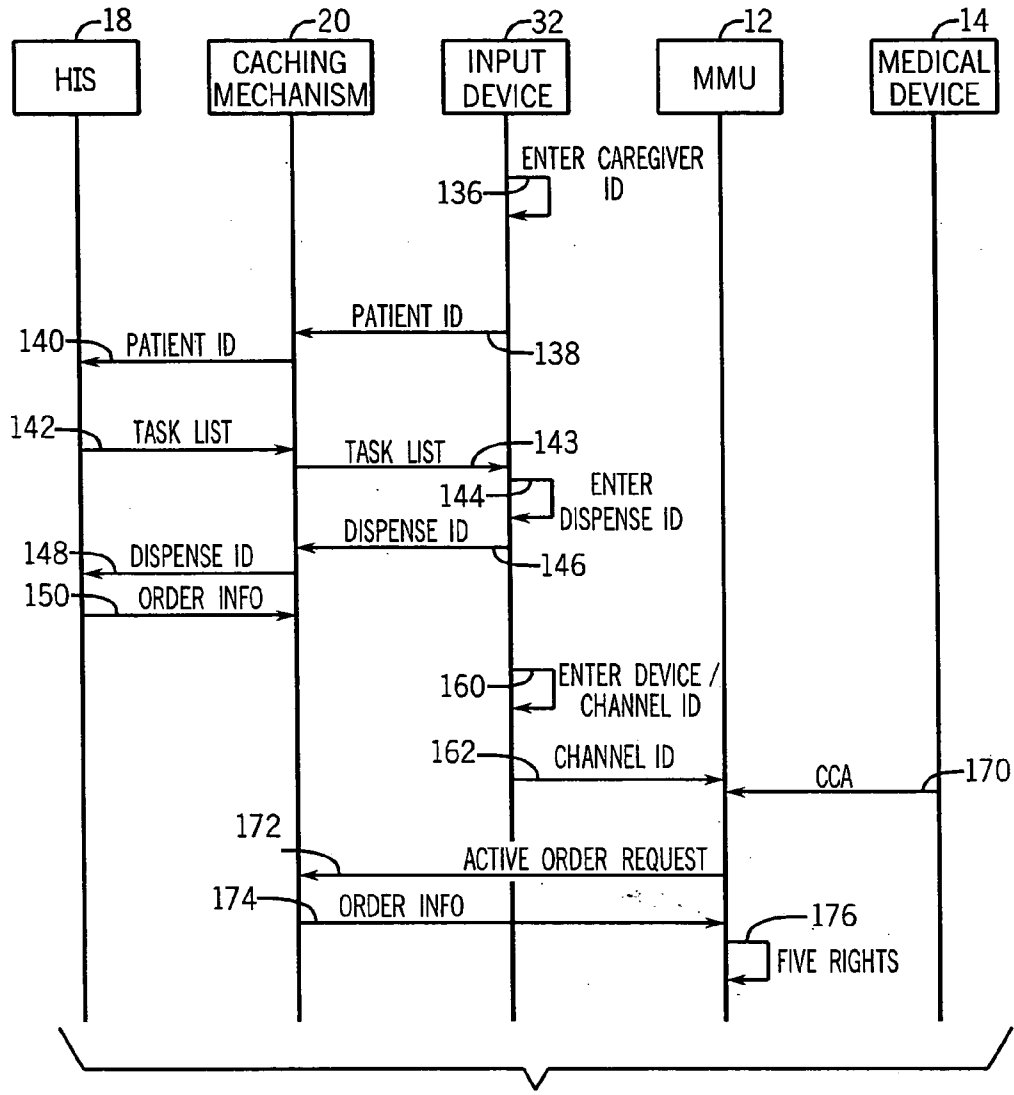 18
20
32
12
14
HIS
CACHING
MECHANISM
INPUT
DEVICE
MMU
MEDICAL
DEVICE
ENTER CAREGIVER
ID
136
PATIENT ID
138
140
PATIENT ID
142
TASK LIST
TASK LIST
143
144
ENTER
DISPENSE ID
DISPENSE ID
146
148
DISPENSE ID
150
ORDER INFO
160
ENTER DEVICE /
CHANNEL ID
162
CHANNEL ID
CCA
170
172
ACTIVE ORDER REQUEST
174
ORDER INFO
176
FIVE RIGHTS